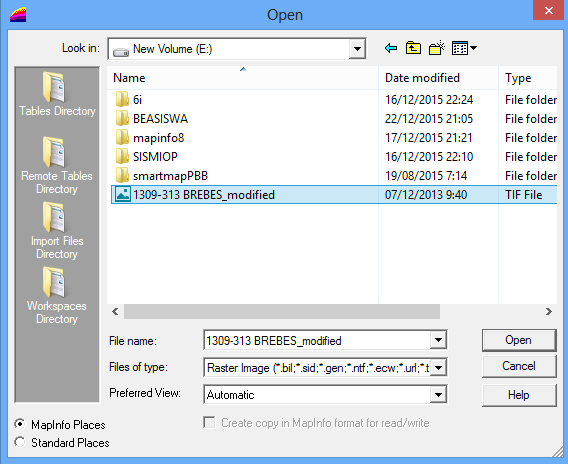 Open
Look in: New Volume (E:)
Name Date modified Type
6i 16/12/2015 22:24 File folder
BEASISWA 22/12/2015 21:05 File folder
mapinfo8 17/12/2015 21:21 File folder
SISMIOP 16/12/2015 22:10 File folder
smartmapPBB 19/08/2015 7:14 File folder
1309-313 BREBES_modified 07/12/2013 9:40 TIF File
Tables Directory
Remote Tables
Directory
Import Files
Directory
Workspaces
Directory
File name: 1309-313 BREBES_modified Open
Files of type: Raster Image (*.bil;*.sid;*.gen;*.ntf;*.ecw;*.url;*.t Cancel
Preferred View: Automatic Help
MapInfo Places
Create copy in MapInfo format for read/write
Standard Places